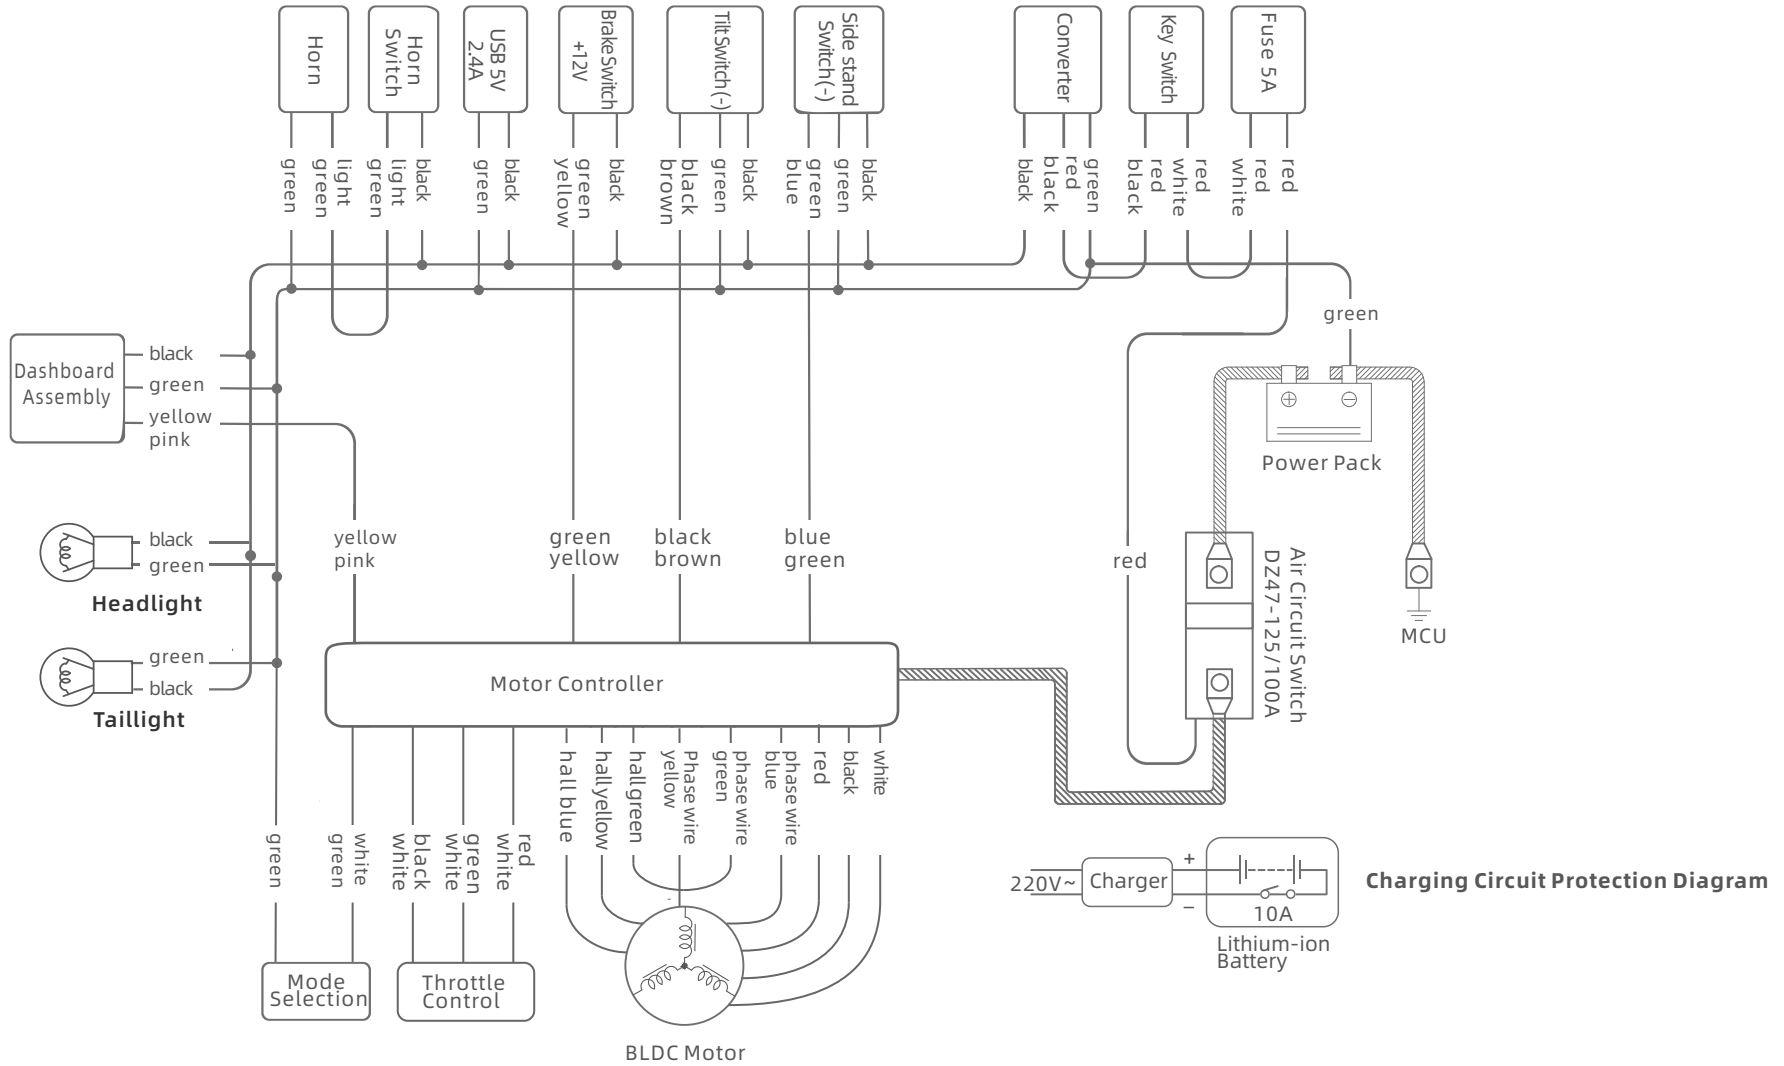 Horn
Horn
Switch
USB 5V
2.4A
BrakeSwitch
+12V
TiltSwitch(-)
Side stand
Switch(-)
Converter
Key Switch
Fuse 5A
green
light
green
light
green
black
green
black
green
yellow
black
black
brown
green
black
green
blue
green
black
black
red
black
green
red
black
red
white
red
white
red
green
Dashboard
Assembly
black
green
yellow
pink
Power Pack
black
green
Headlight
green
black
Taillight
yellow
pink
green
yellow
black
brown
blue
green
red
Air Circuit Switch
DZ47-125/100A
MCU
Motor Controller
hall blue
hall yellow
hall green
Phase wire
yellow
phase wire
green
phase wire
blue
red
black
white
green
white
green
black
white
green
white
red
white
Mode
Selection
Throttle
Control
BLDC Motor
220V~
Charger
+
−
10A
Lithium-ion
Battery
Charging Circuit Protection Diagram